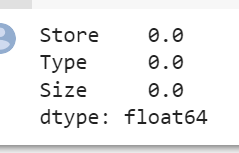 Store    0.0
Type     0.0
Size     0.0
dtype: float64